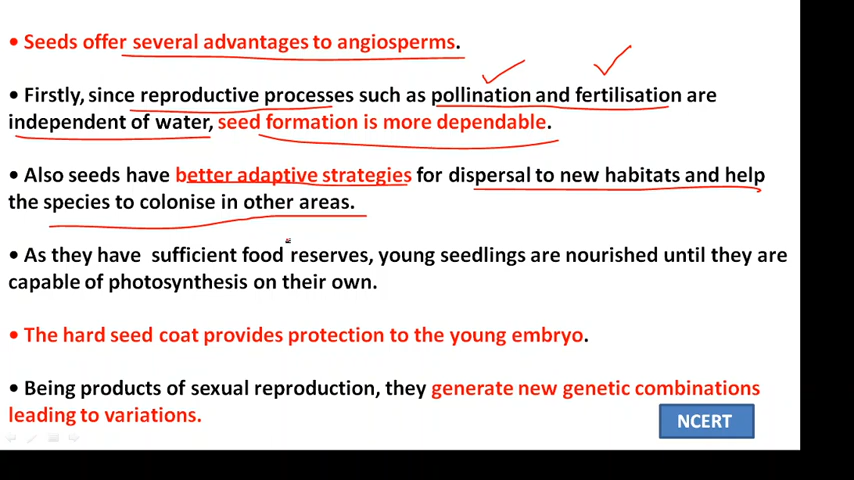 • Seeds offer several advantages to angiosperms.
• Firstly, since reproductive processes such as pollination and fertilisation are
independent of water, seed formation is more dependable.
• Also seeds have better adaptive strategies for dispersal to new habitats and help
the species to colonise in other areas.
• As they have sufficient food reserves, young seedlings are nourished until they are
capable of photosynthesis on their own.
• The hard seed coat provides protection to the young embryo.
• Being products of sexual reproduction, they generate new genetic combinations
leading to variations.
NCERT